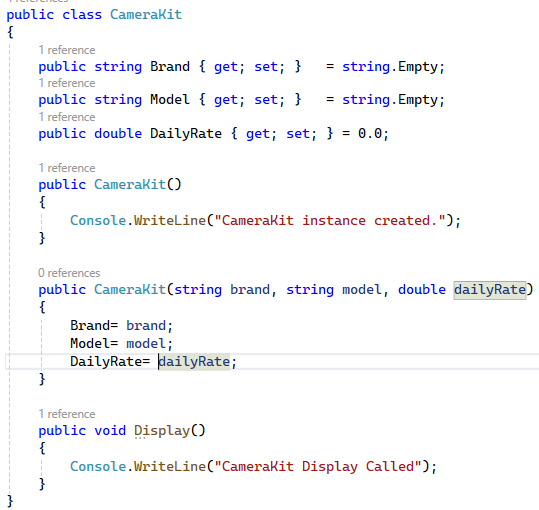 public class CameraKit
{
1 reference
public string Brand { get; set; }   = string.Empty;
1 reference
public string Model { get; set; }   = string.Empty;
1 reference
public double DailyRate { get; set; } = 0.0;
1 reference
public CameraKit()
{
Console.WriteLine("CameraKit instance created.");
}
0 references
public CameraKit(string brand, string model, double dailyRate)
{
Brand= brand;
Model= model;
DailyRate= dailyRate;
}
1 reference
public void Display()
{
Console.WriteLine("CameraKit Display Called");
}
}